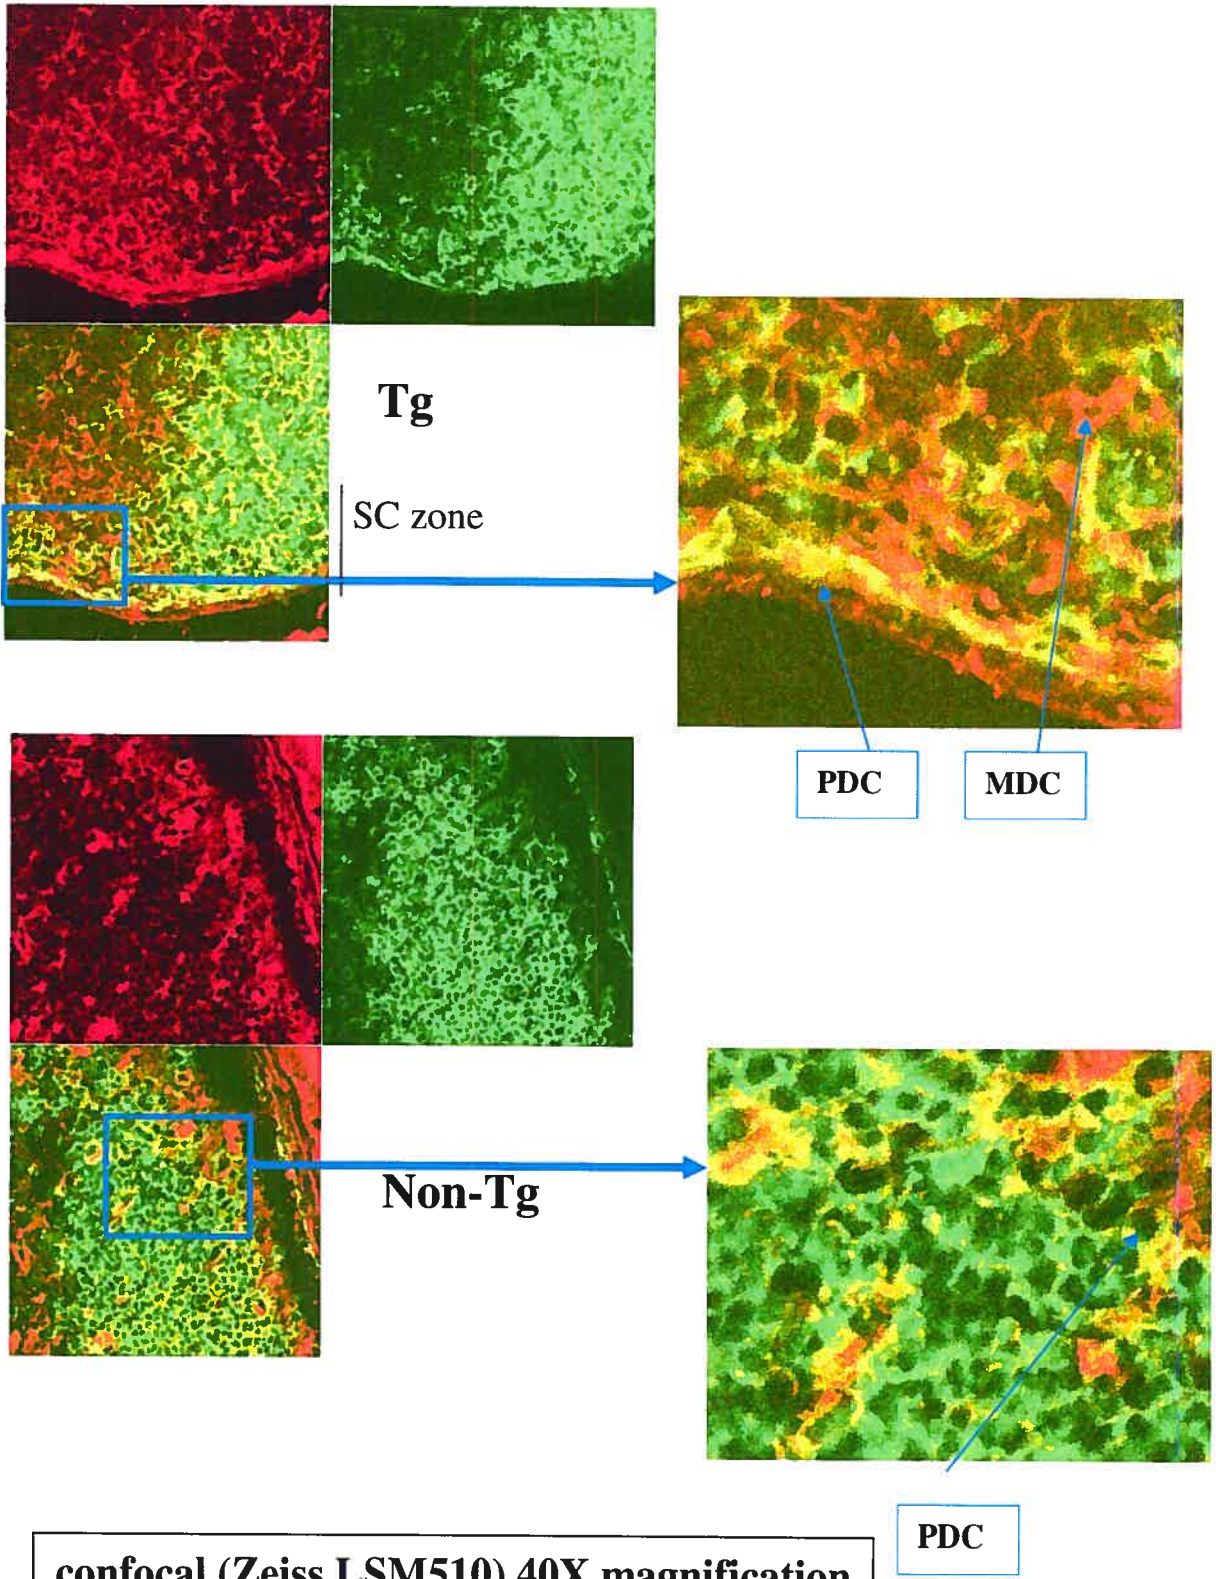 Tg
SC zone
PDC
MDC
Non-Tg
PDC
confocal (Zeiss LSM510) 40X magnification